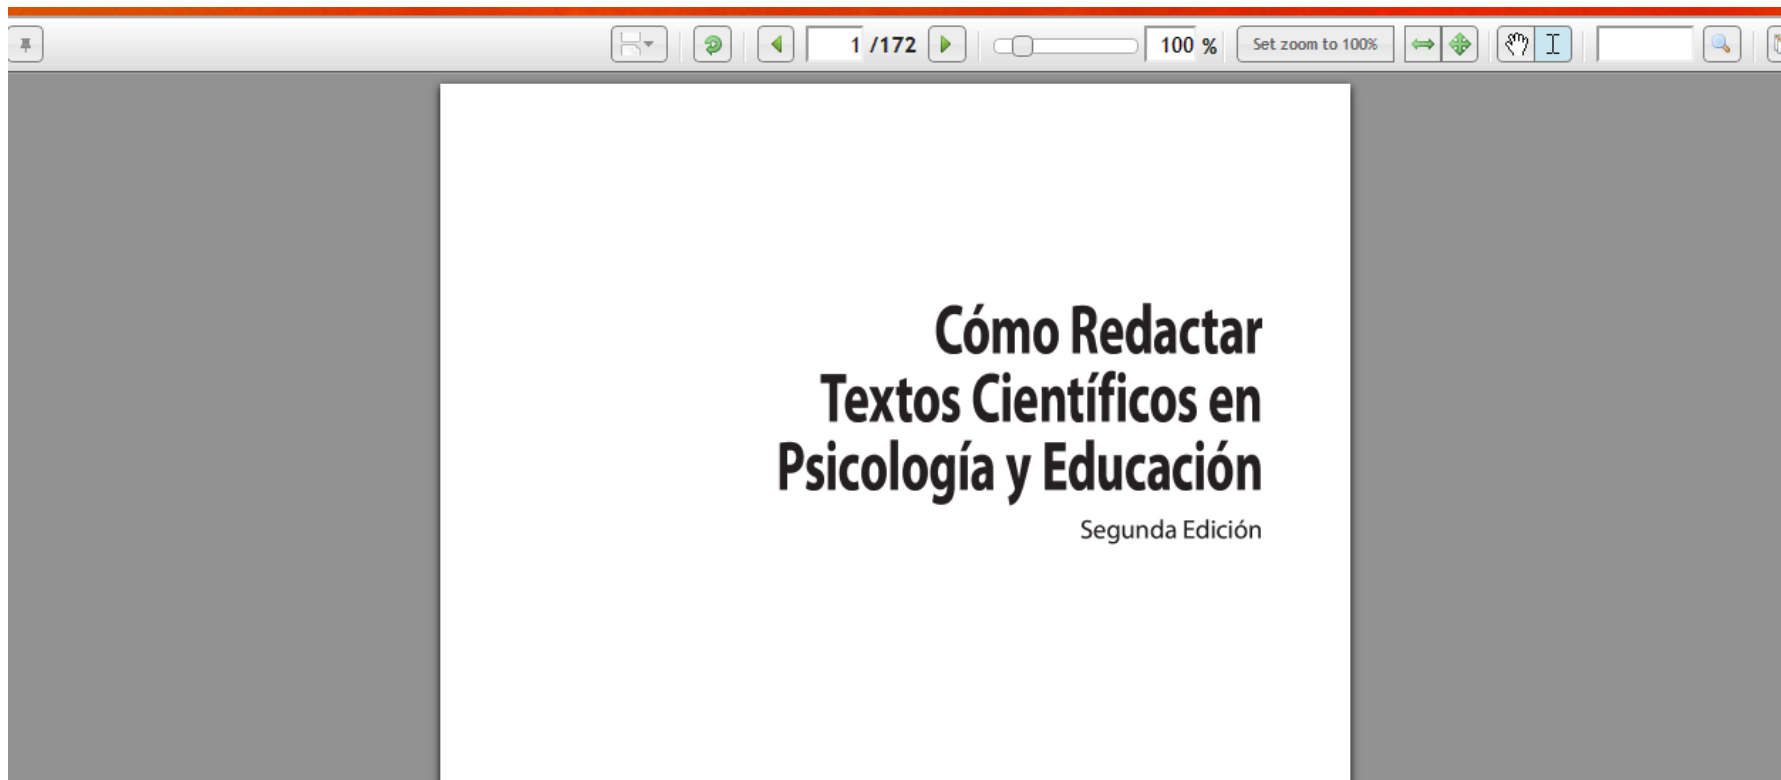 1 /172
100 %
Set zoom to 100%
Cómo Redactar
Textos Científicos en
Psicología y Educación
Segunda Edición